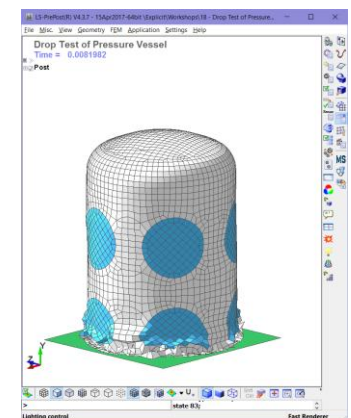 LS-PrePost(R) V4.3.7 - 15Apr2017-64bit \Explicit\Workshops\18 - Drop Test of Pressure...
File Misc. View Geometry FEM Application Settings Help
Drop Test of Pressure Vessel
Time = 0.0081982
Post
MS
Y
Z
state 83;
>
Lighting control Fast Renderer